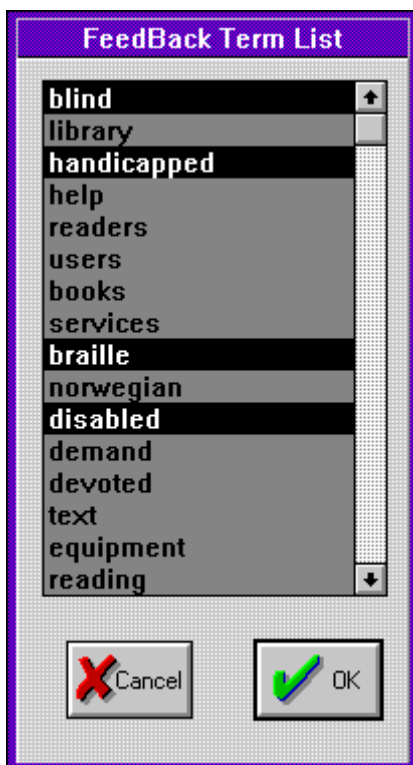 FeedBack Term List
blind
library
handicapped
help
readers
users
books
services
braille
norwegian
disabled
demand
devoted
text
equipment
reading
Cancel
OK